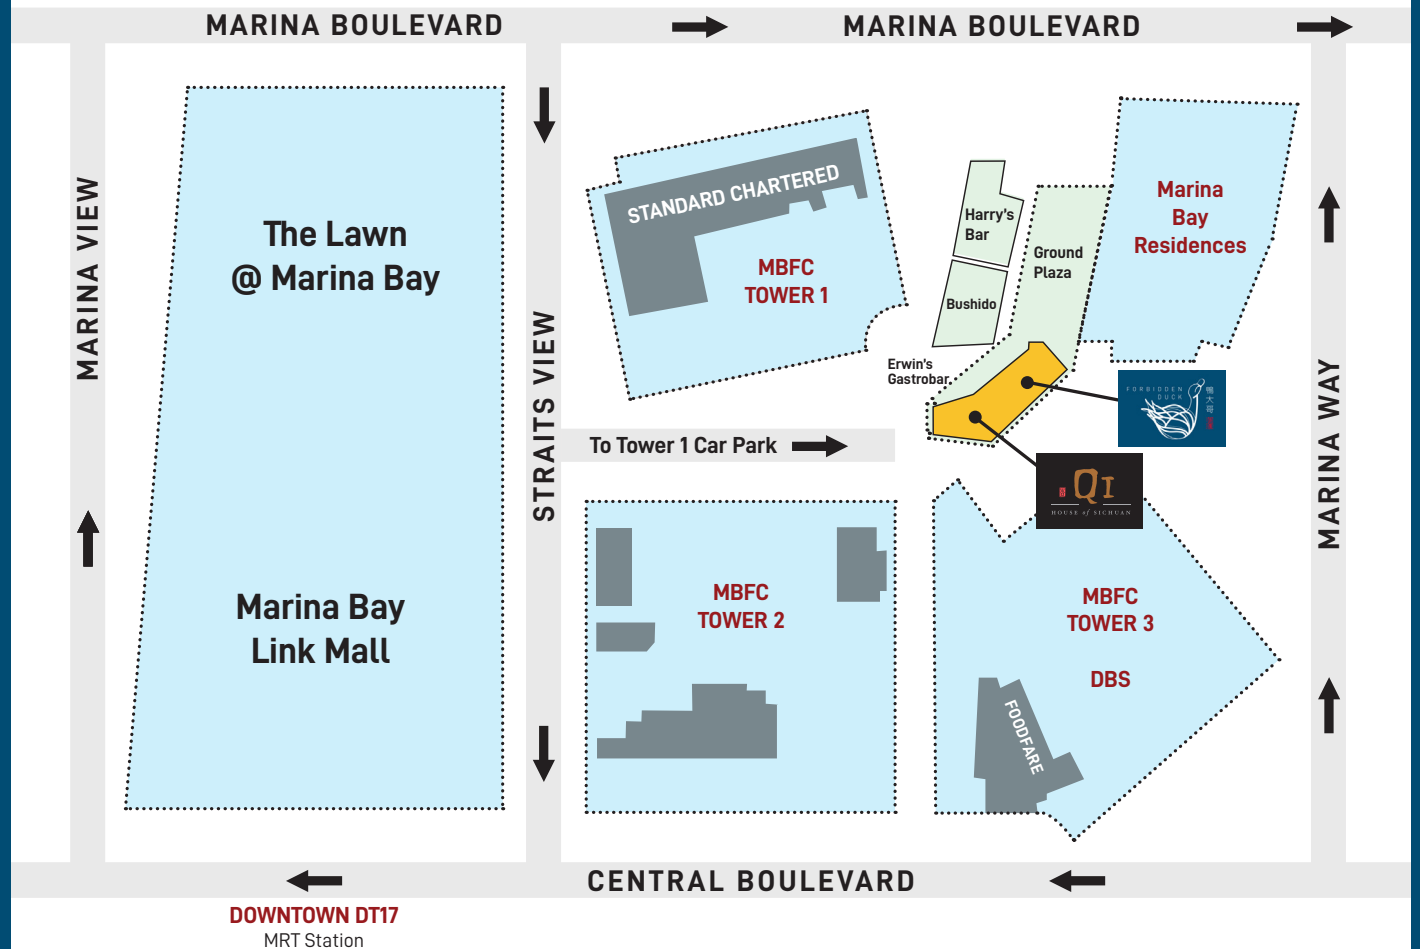 MARINA BOULEVARD
MARINA BOULEVARD
MARINA VIEW
The Lawn
@ Marina Bay
Marina Bay
Link Mall
STRAITS VIEW
STANDARD CHARTERED
MBFC
TOWER 1
Harry's
Bar
Bushido
Ground
Plaza
Marina
Bay
Residences
Erwin's
Gastrobar
FORBIDDEN
DUCK
鴨
大
哥
To Tower 1 Car Park
QI
HOUSE of SICHUAN
MARINA WAY
MBFC
TOWER 2
MBFC
TOWER 3
DBS
FOODFARE
CENTRAL BOULEVARD
DOWNTOWN DT17
MRT Station